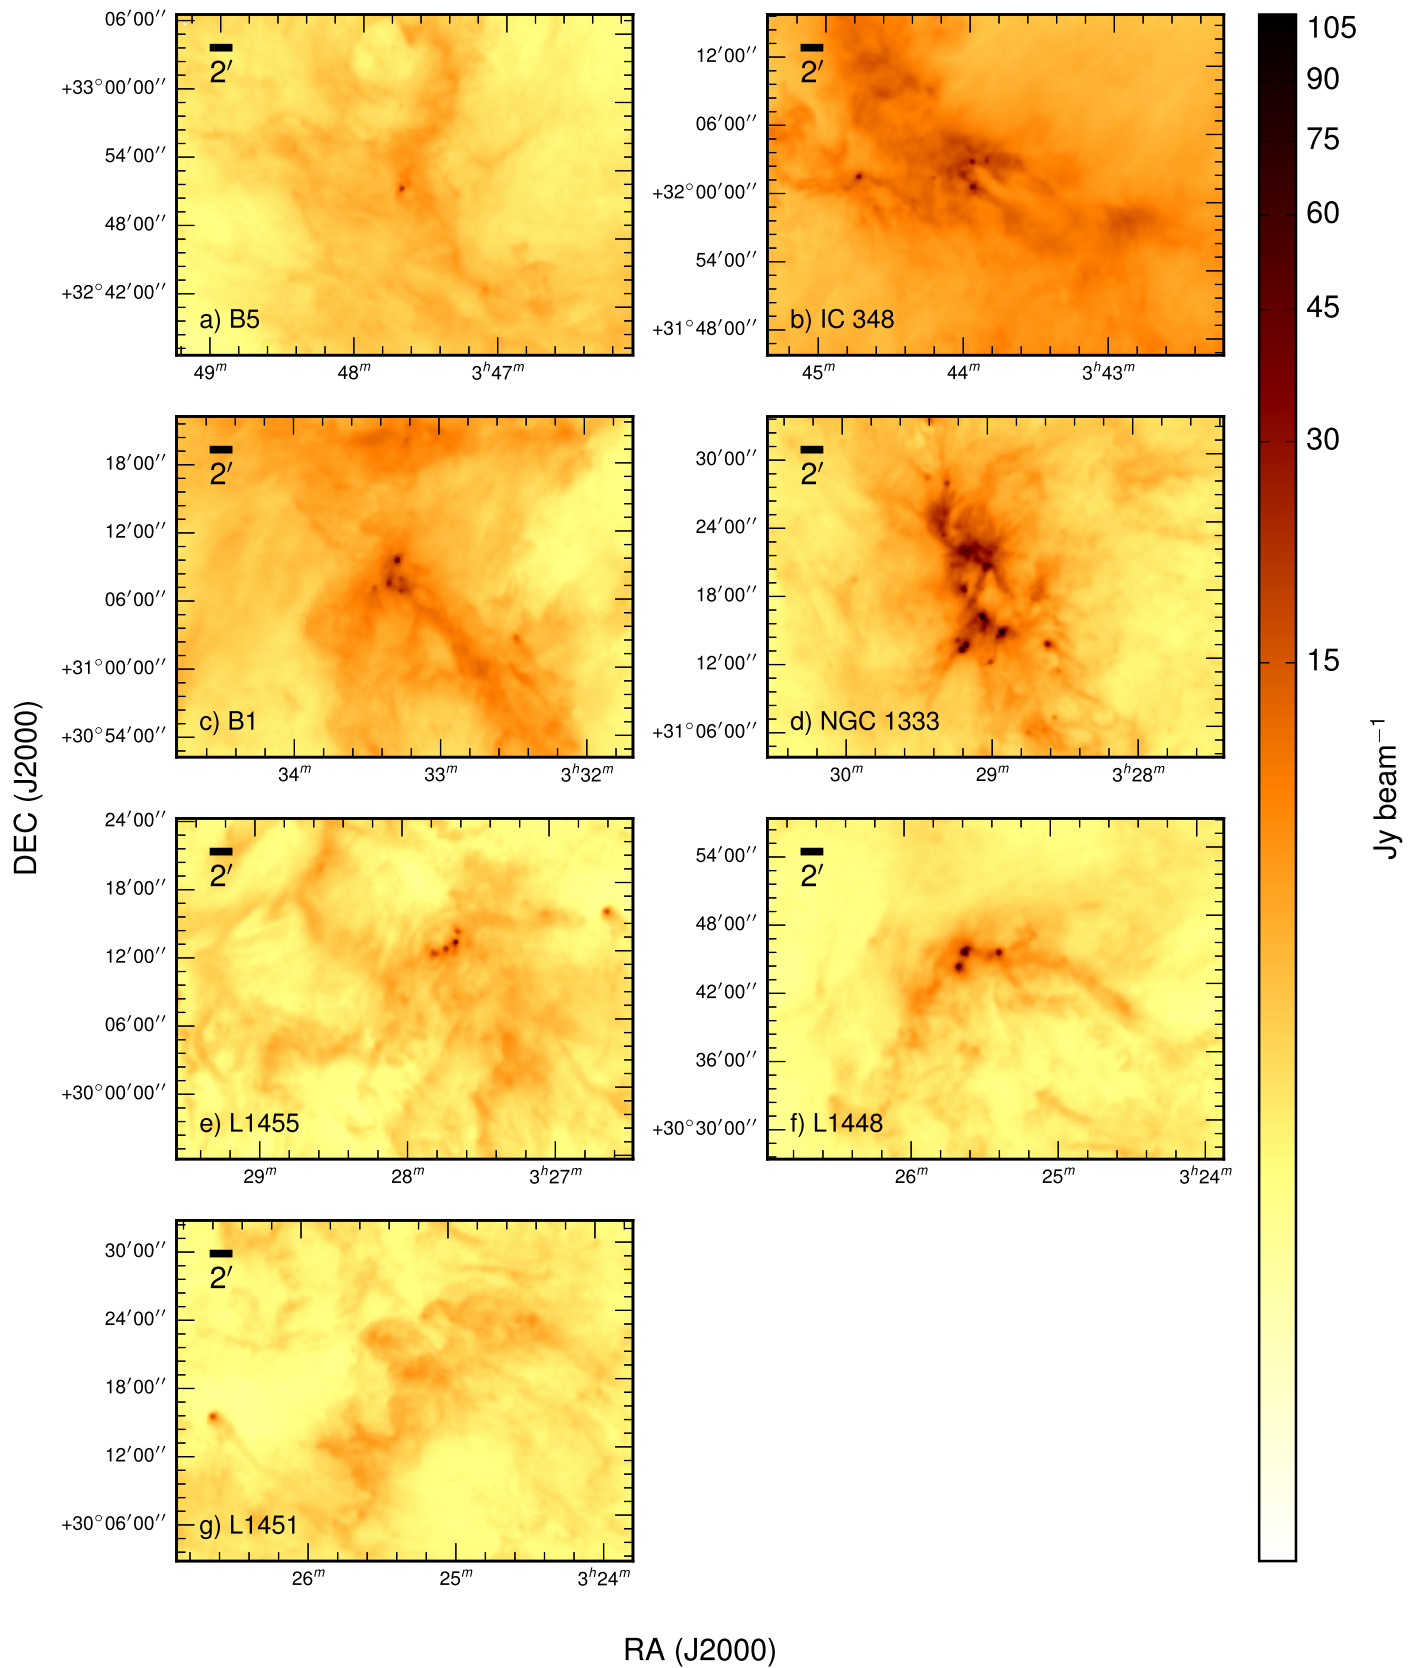 06′00′′
+33°00′00′′
54′00′′
48′00′′
+32°42′00′′
2′
a) B5
49ᵐ 48ᵐ 3ʰ47ᵐ
12′00′′
06′00′′
+32°00′00′′
54′00′′
+31°48′00′′
2′
b) IC 348
45ᵐ 44ᵐ 3ʰ43ᵐ
18′00′′
12′00′′
06′00′′
+31°00′00′′
+30°54′00′′
2′
c) B1
34ᵐ 33ᵐ 3ʰ32ᵐ
30′00′′
24′00′′
18′00′′
12′00′′
+31°06′00′′
2′
d) NGC 1333
30ᵐ 29ᵐ 3ʰ28ᵐ
24′00′′
18′00′′
12′00′′
06′00′′
+30°00′00′′
2′
e) L1455
29ᵐ 28ᵐ 3ʰ27ᵐ
54′00′′
48′00′′
42′00′′
36′00′′
+30°30′00′′
2′
f) L1448
26ᵐ 25ᵐ 3ʰ24ᵐ
30′00′′
24′00′′
18′00′′
12′00′′
+30°06′00′′
2′
g) L1451
26ᵐ 25ᵐ 3ʰ24ᵐ
DEC (J2000)
RA (J2000)
105
90
75
60
45
30
15
Jy beam⁻¹